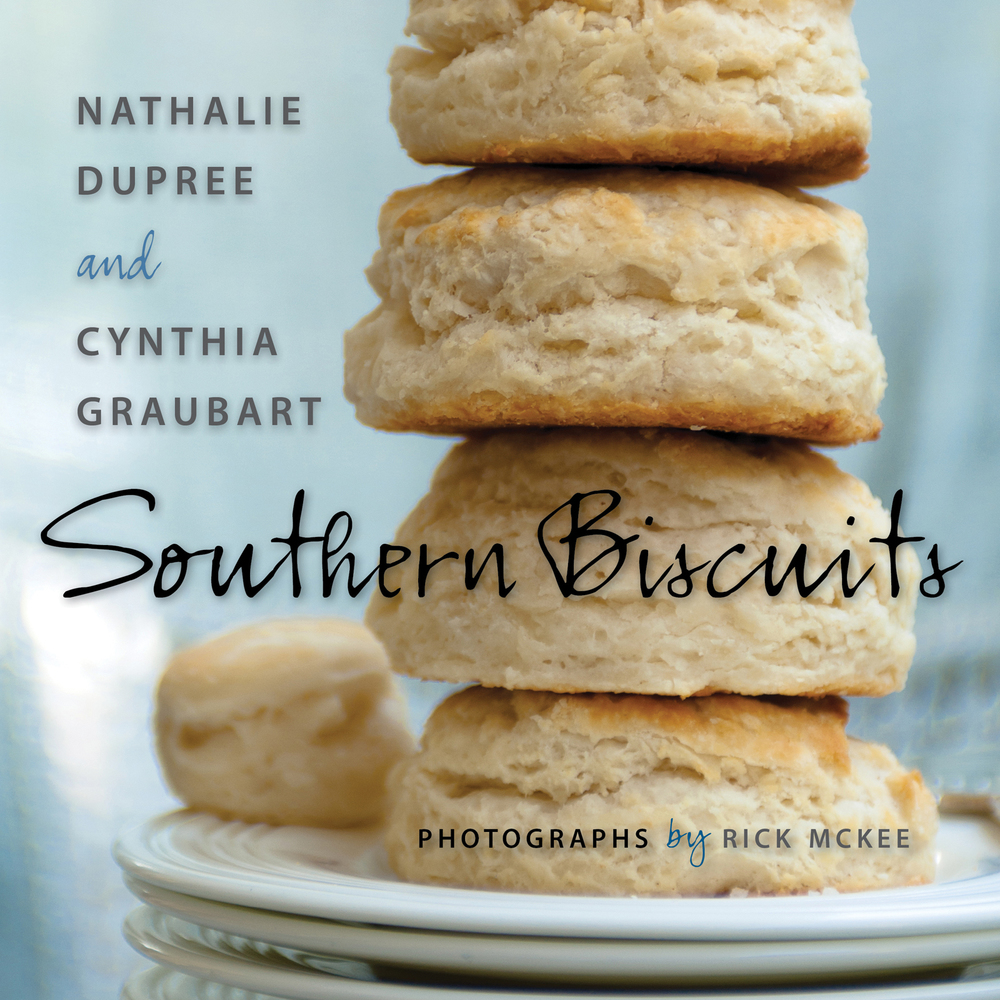 NATHALIE
DUPREE
and
CYNTHIA
GRAUBART
Southern Biscuits
PHOTOGRAPHS by RICK MCKEE